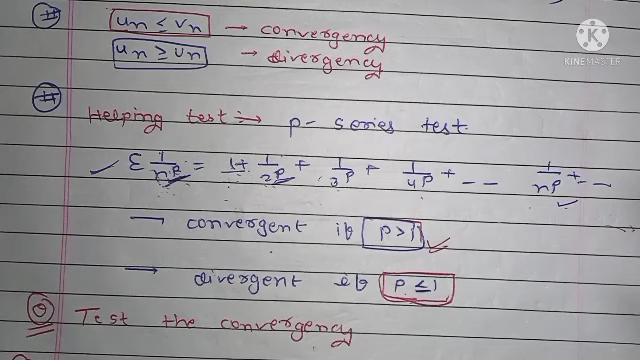 # un ≤ vn → convergency
un ≥ vn → divergency
K
KINEMASTER
# Helping test :→ p- series test
✓ Σ 1/n^p = 1 + 1/2^p + 1/3^p + 1/4^p + - - 1/n^p + - -
→ convergent if p > 1
→ divergent if p ≤ 1
Q Test the convergency